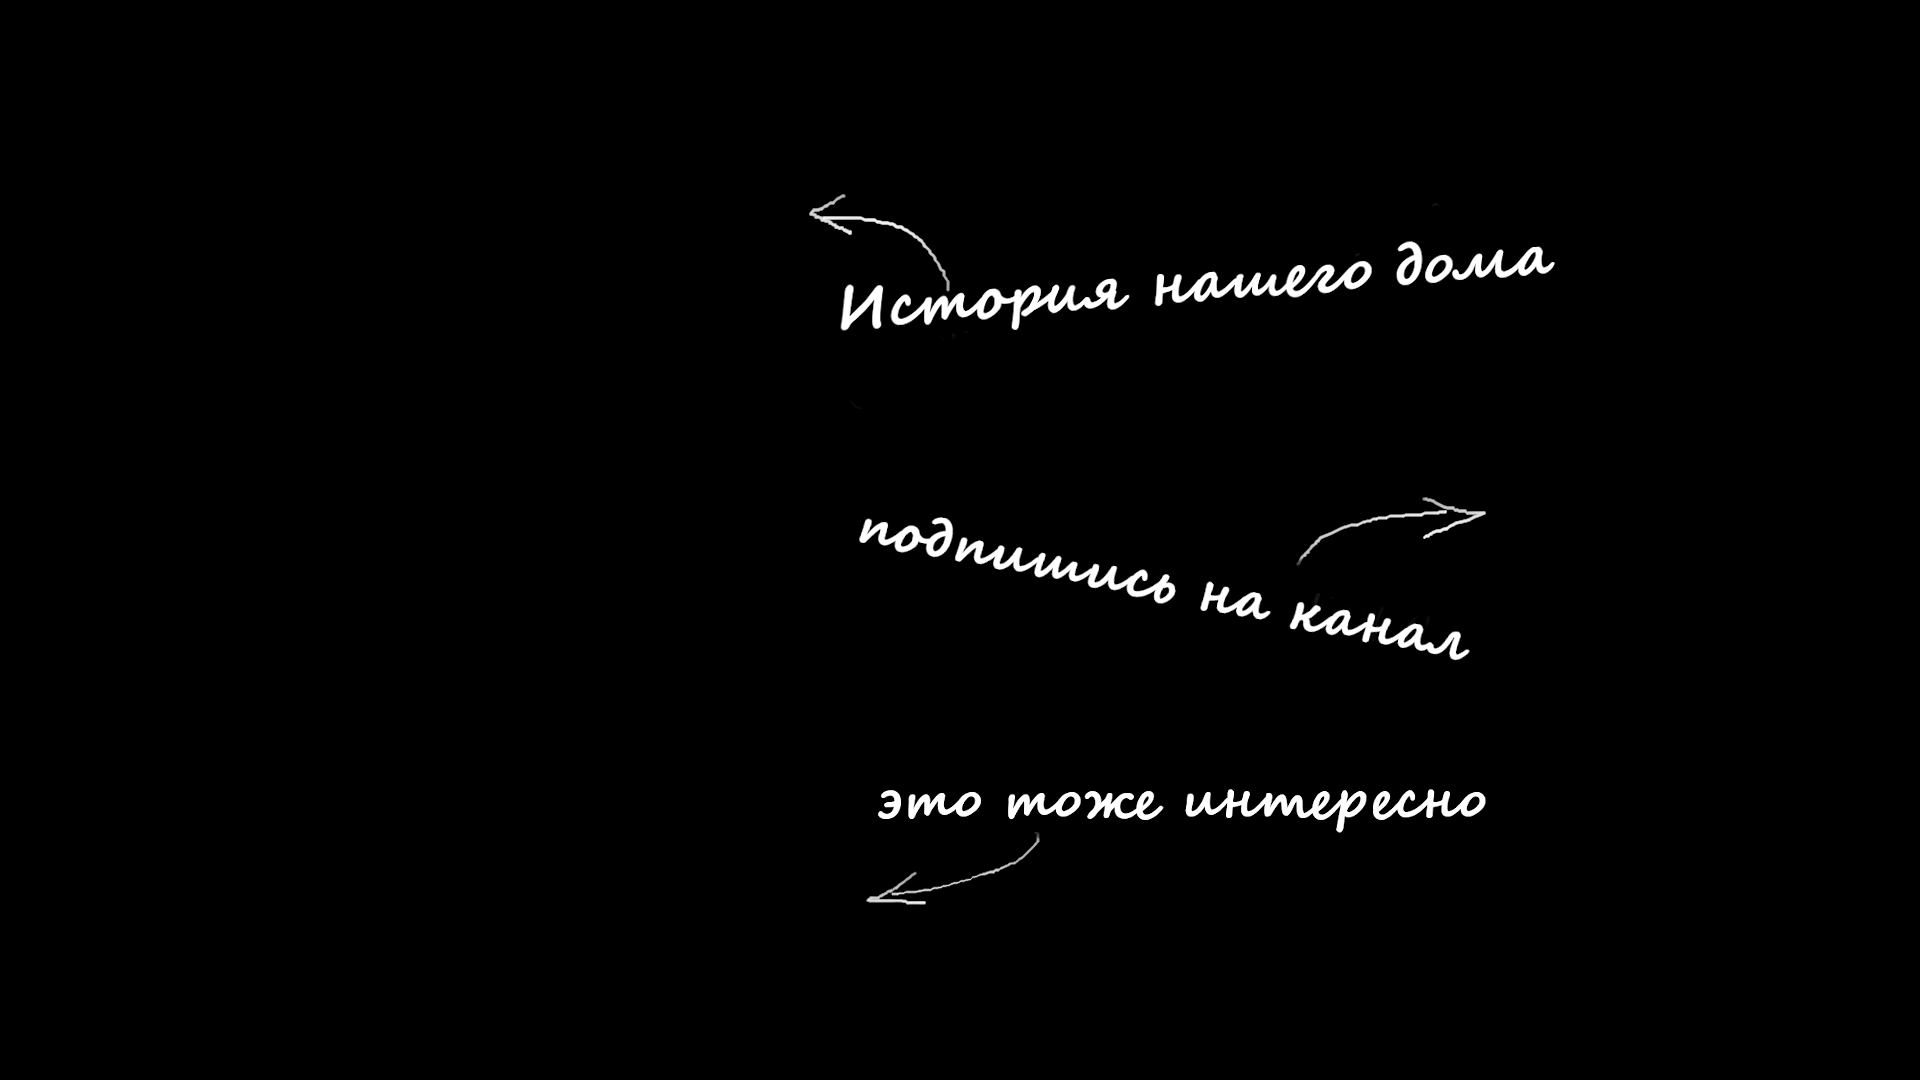 История нашего дома
подпишись на канал
это тоже интересно